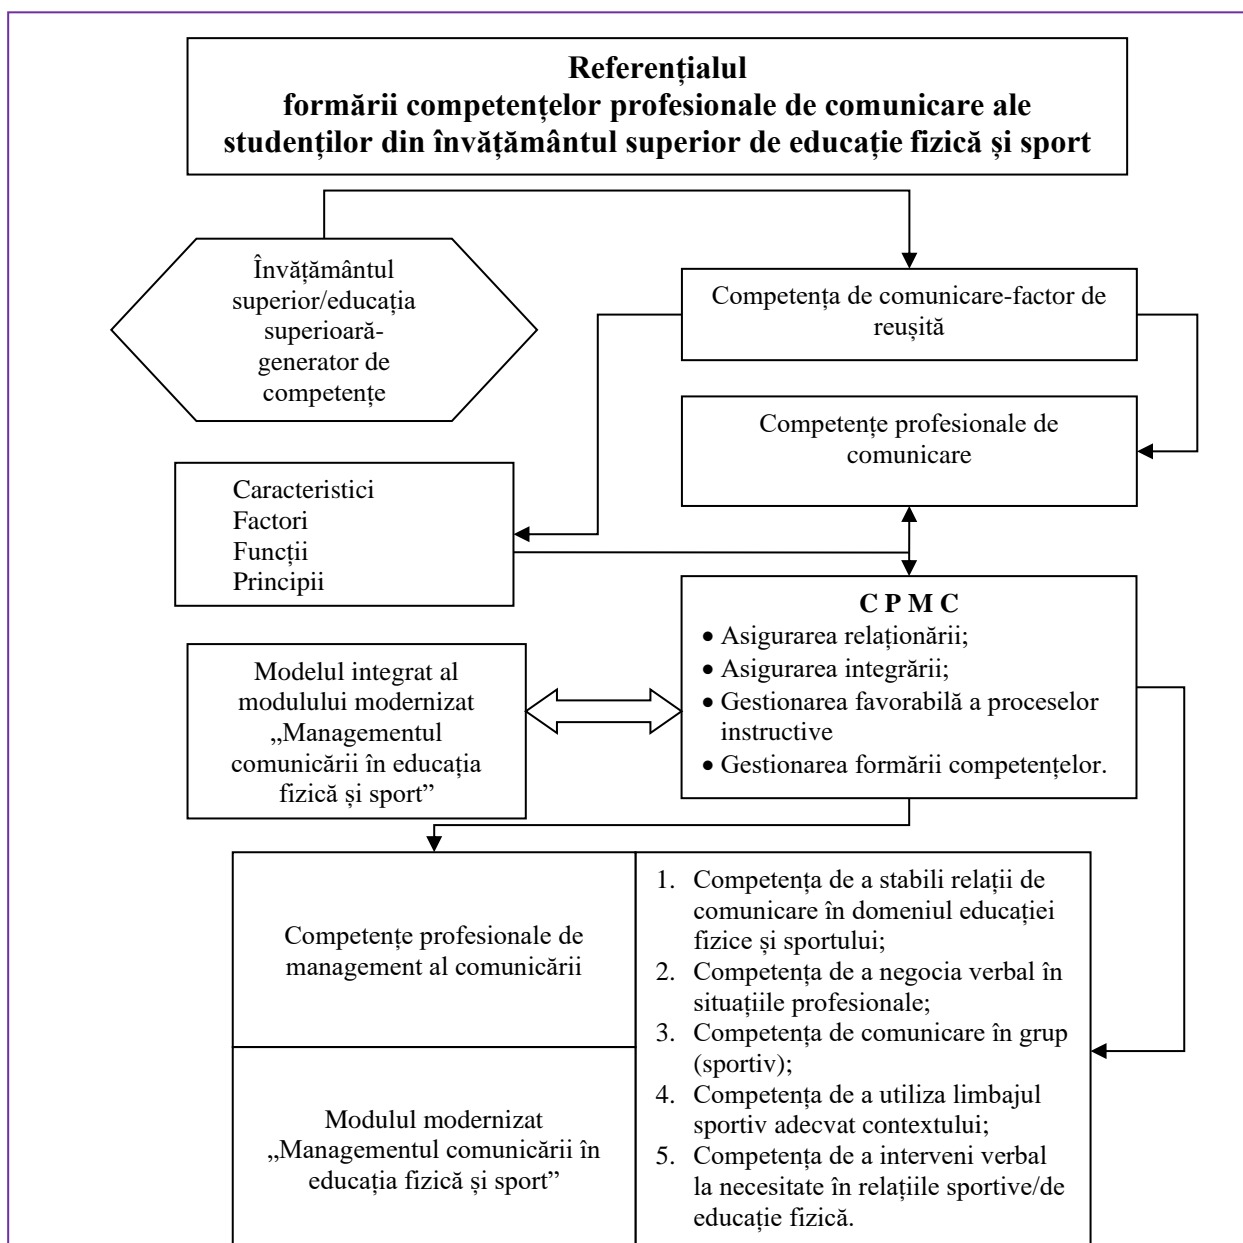 Referențialul
formării competențelor profesionale de comunicare ale
studenților din învățământul superior de educație fizică și sport
Învățământul
superior/educația
superioară-
generator de
competențe
Competența de comunicare-factor de
reușită
Competențe profesionale de
comunicare
Caracteristici
Factori
Funcții
Principii
C P M C
• Asigurarea relaționării;
• Asigurarea integrării;
• Gestionarea favorabilă a proceselor
instructive
• Gestionarea formării competențelor.
Modelul integrat al
modulului modernizat
„Managementul
comunicării în educația
fizică și sport”
Competențe profesionale de
management al comunicării
Modulul modernizat
„Managementul comunicării în
educația fizică și sport”
1. Competența de a stabili relații de
comunicare în domeniul educației
fizice și sportului;
2. Competența de a negocia verbal în
situațiile profesionale;
3. Competența de comunicare în grup
(sportiv);
4. Competența de a utiliza limbajul
sportiv adecvat contextului;
5. Competența de a interveni verbal
la necesitate în relațiile sportive/de
educație fizică.